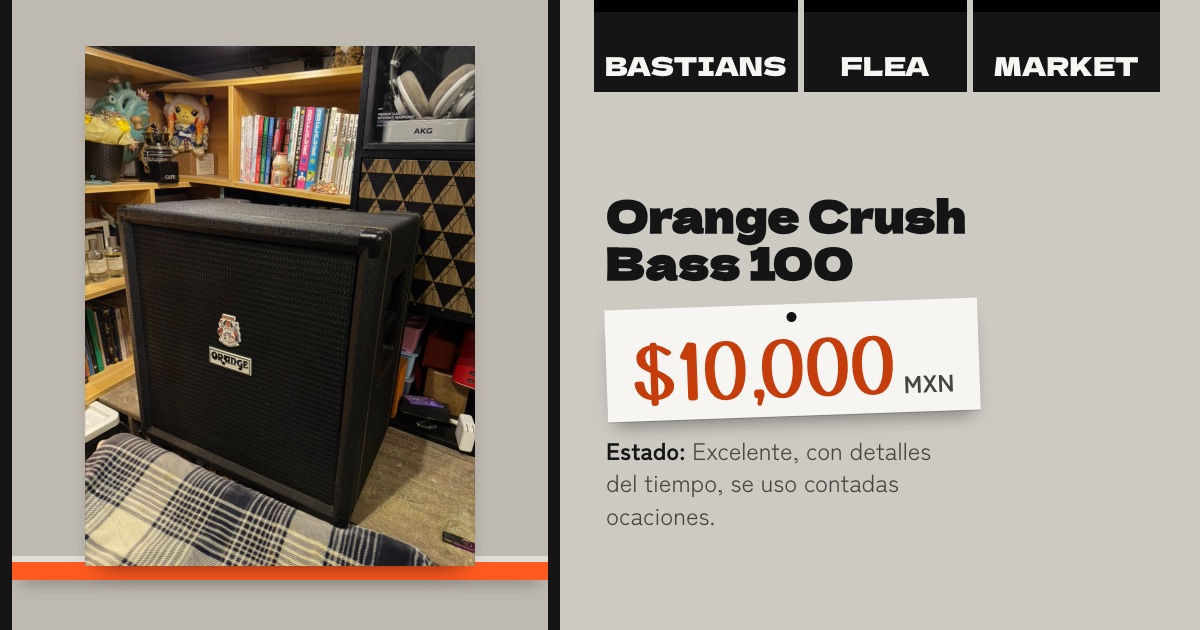 BASTIANS FLEA MARKET
AKG
CAFE
ORANGE
Orange Crush
Bass 100
$10,000 MXN
Estado: Excelente, con detalles
del tiempo, se uso contadas
ocaciones.